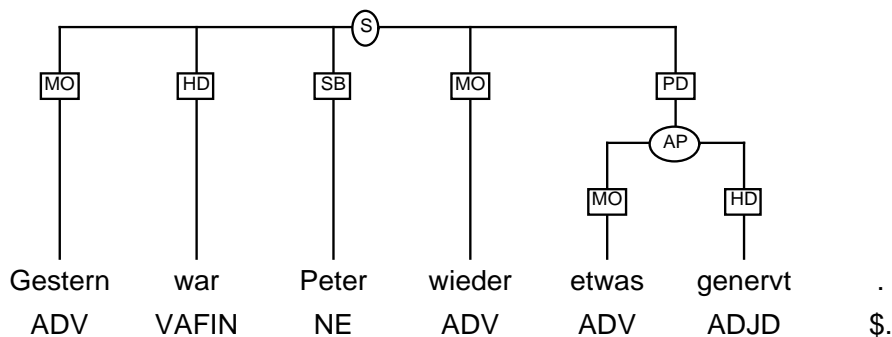 S
MO HD SB MO PD
AP
MO HD
Gestern war Peter wieder etwas genervt .
ADV VAFIN NE ADV ADV ADJD $.